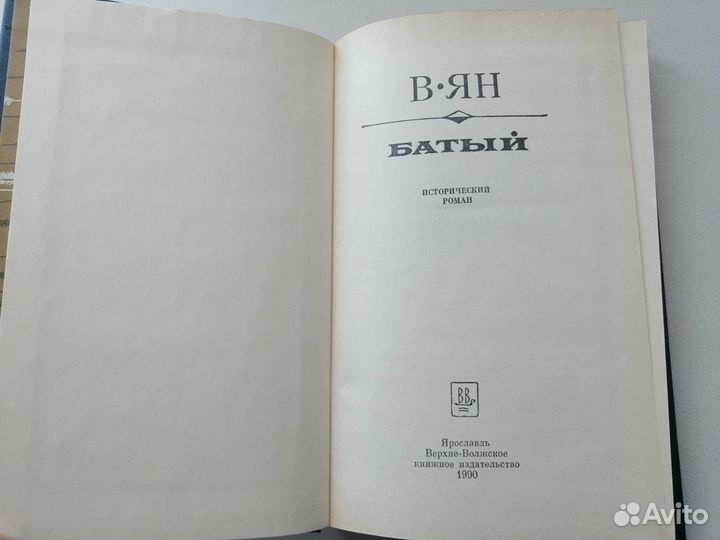 В·ЯН
БАТЫЙ
ИСТОРИЧЕСКИЙ
РОМАН
ВВ
Ярославль
Верхне-Волжское
книжное издательство
1990
Avito